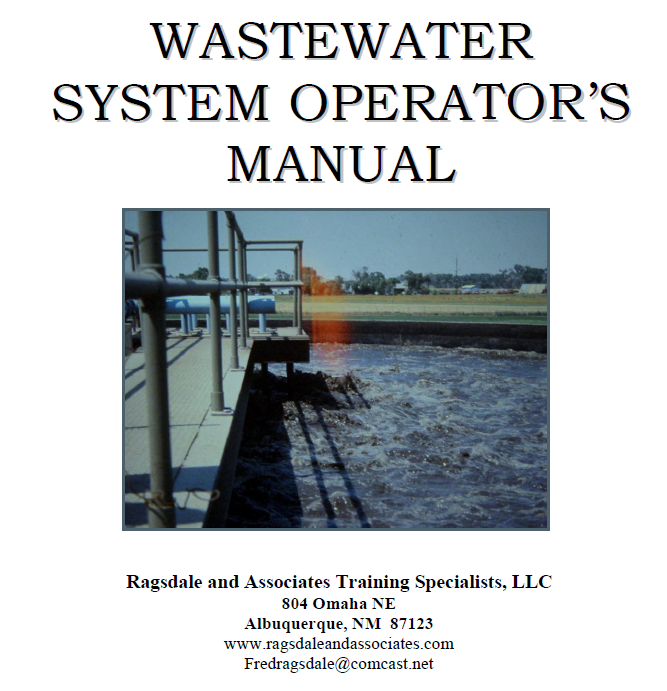 WASTEWATER
SYSTEM OPERATOR'S
MANUAL
Ragsdale and Associates Training Specialists, LLC
804 Omaha NE
Albuquerque, NM 87123
www.ragsdaleandassociates.com
Fredragsdale@comcast.net